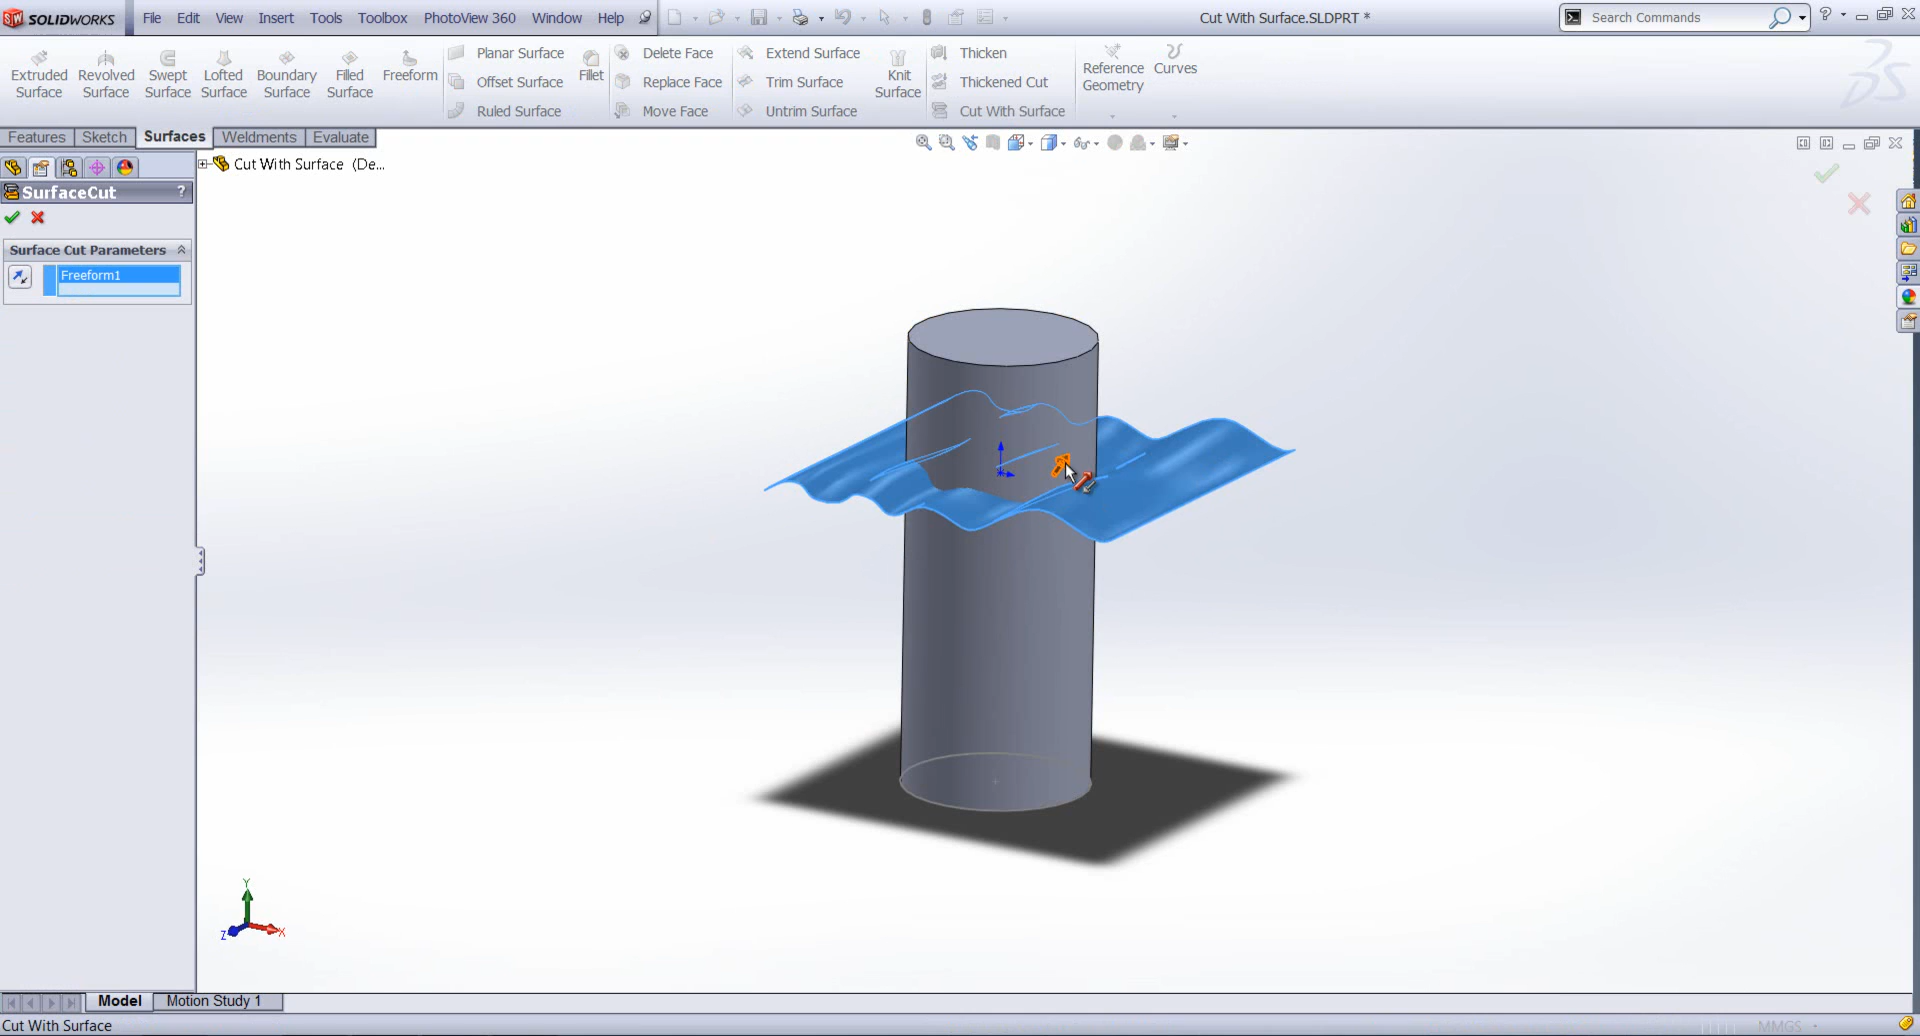 SOLIDWORKS File Edit View Insert Tools Toolbox PhotoView 360 Window Help Cut With Surface.SLDPRT * Search Commands ?
Extruded Surface
Revolved Surface
Swept Surface
Lofted Surface
Boundary Surface
Filled Surface
Freeform
Planar Surface
Offset Surface
Ruled Surface
Fillet
Delete Face
Replace Face
Move Face
Extend Surface
Trim Surface
Untrim Surface
Knit Surface
Thicken
Thickened Cut
Cut With Surface
Reference Geometry
Curves
Features Sketch Surfaces Weldments Evaluate
Cut With Surface (De...
SurfaceCut ?
Surface Cut Parameters
Freeform1
Y
Z X
Model Motion Study 1
Cut With Surface MMGS